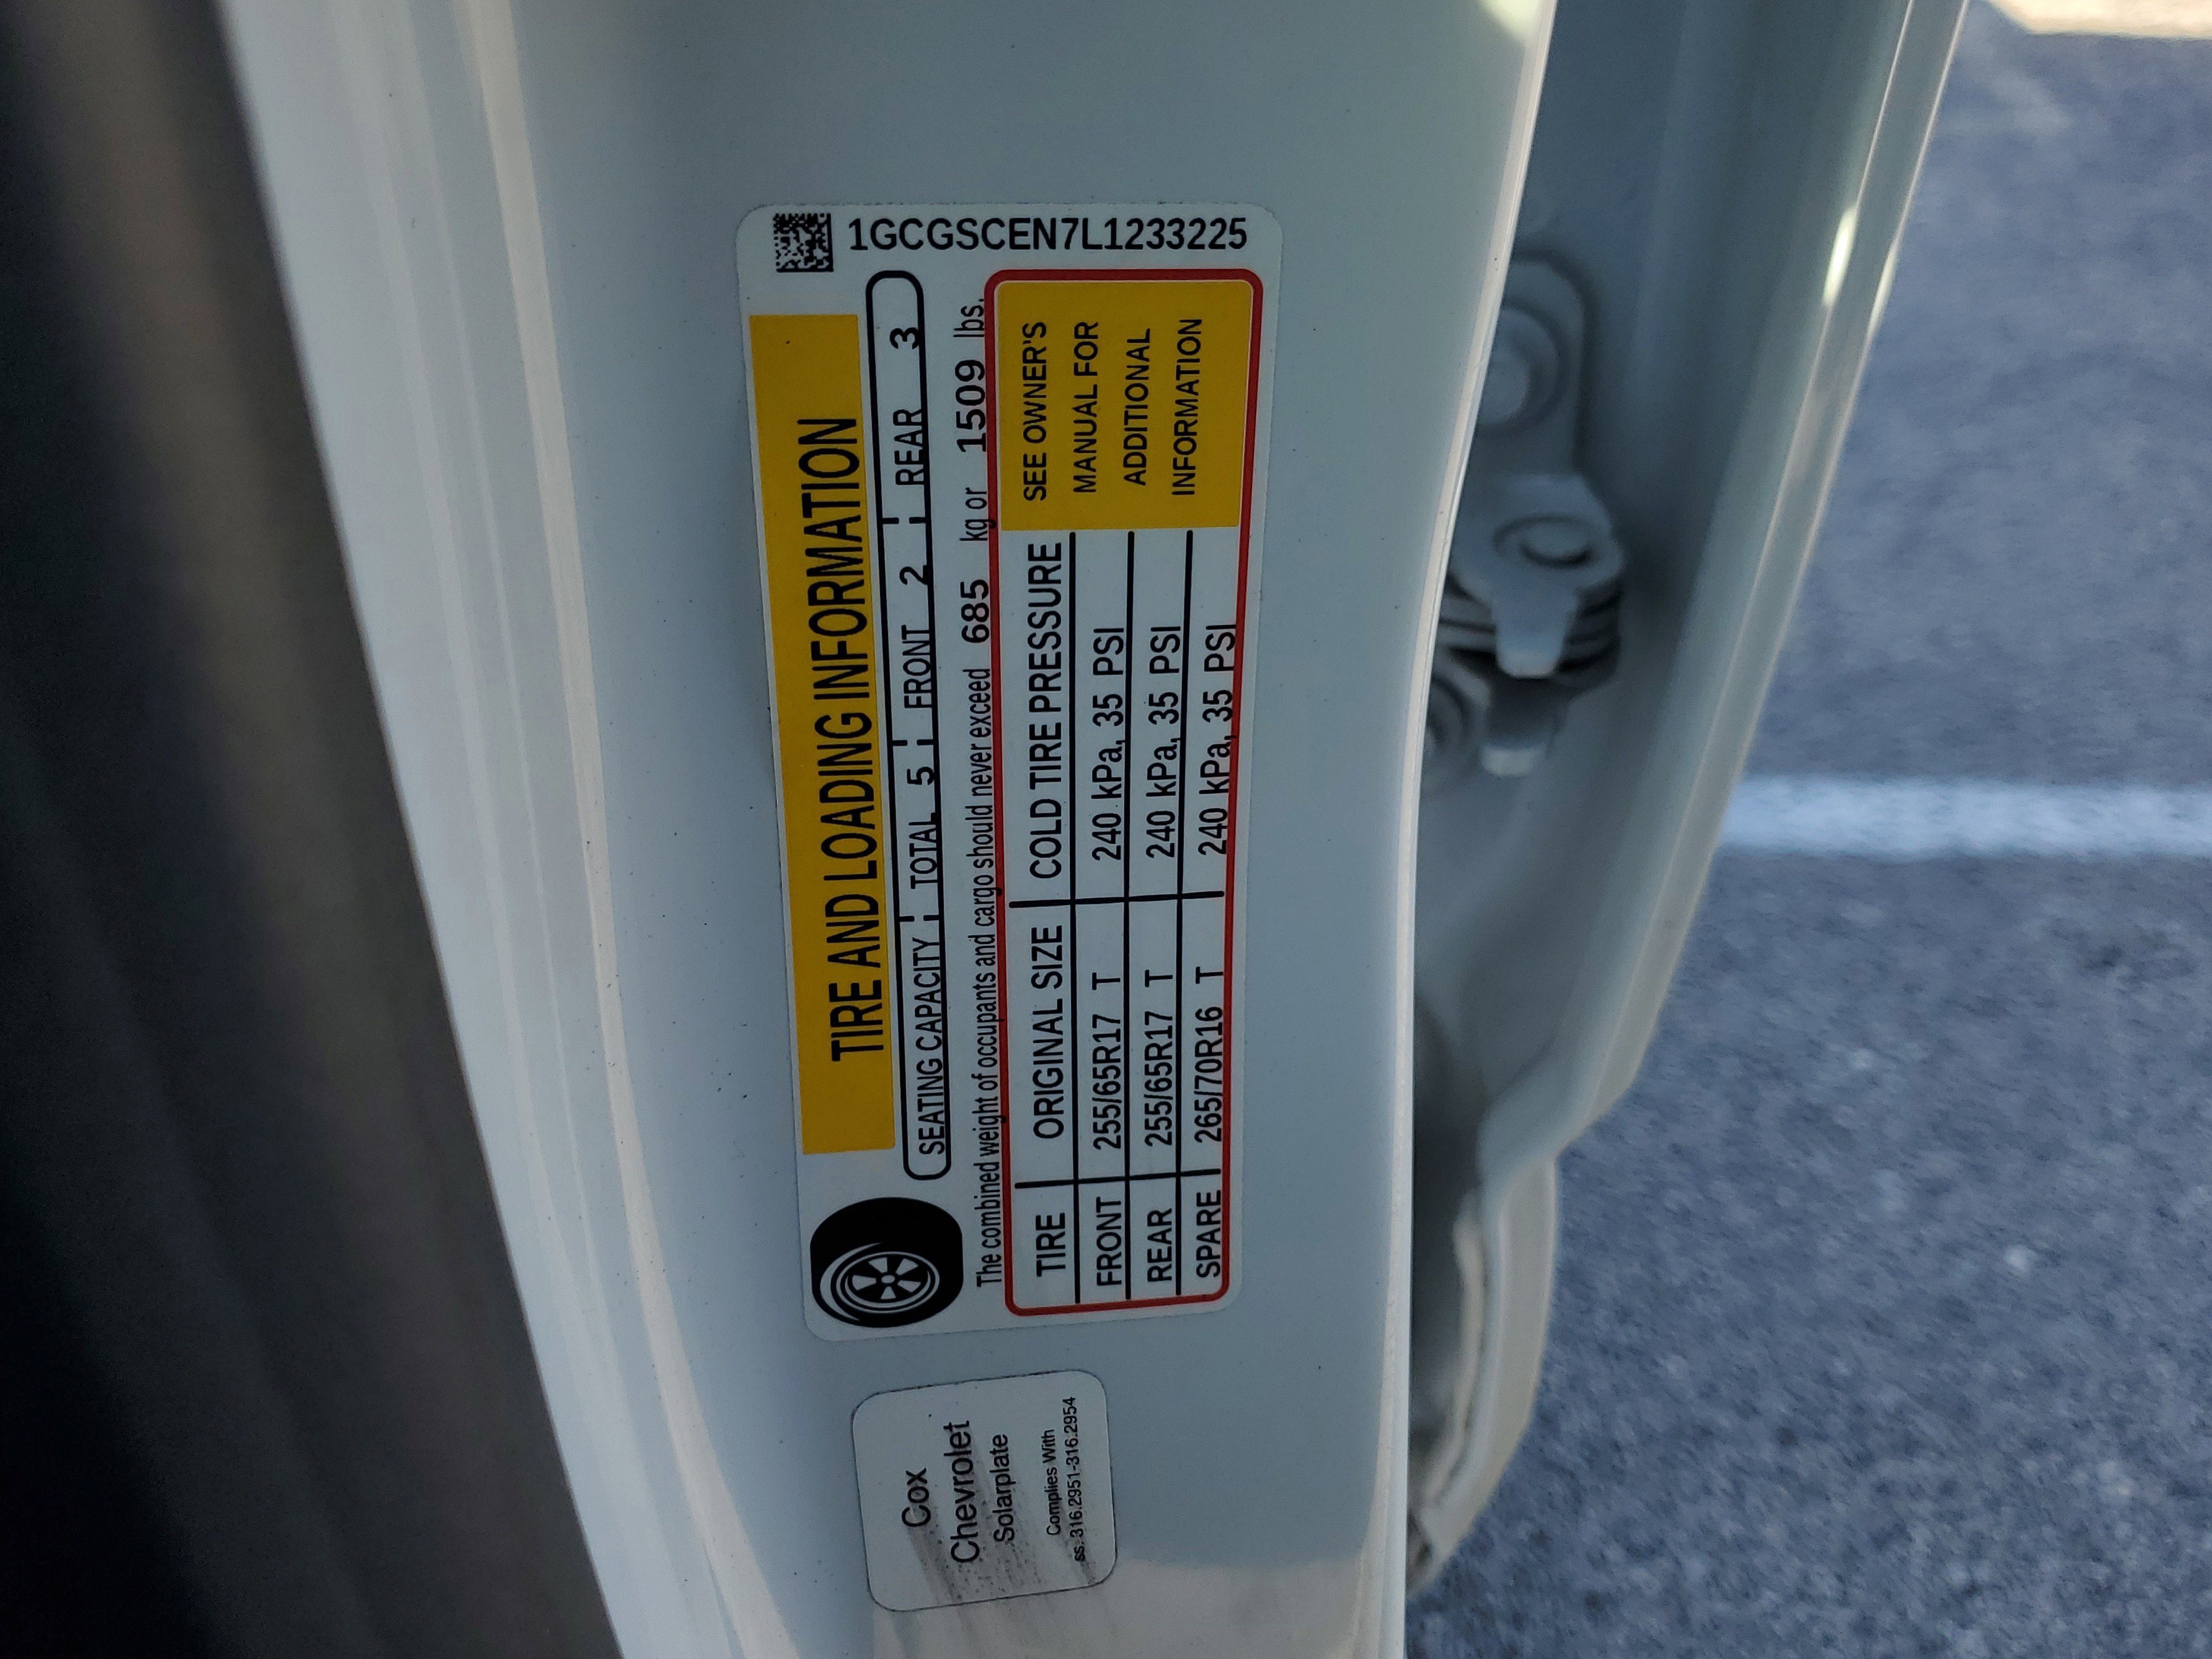 1GCGSCEN7L1233225
TIRE AND LOADING INFORMATION
SEATING CAPACITY TOTAL 5 FRONT 2 REAR 3
The combined weight of occupants and cargo should never exceed 685 kg or 1509 lbs.
TIRE ORIGINAL SIZE COLD TIRE PRESSURE
FRONT 255/65R17 T 240 kPa, 35 PSI
REAR 255/65R17 T 240 kPa, 35 PSI
SPARE 265/70R16 T 240 kPa, 35 PSI
SEE OWNER'S
MANUAL FOR
ADDITIONAL
INFORMATION
Cox
Chevrolet
Solarplate
Complies With
ss. 316.2951-316.2954